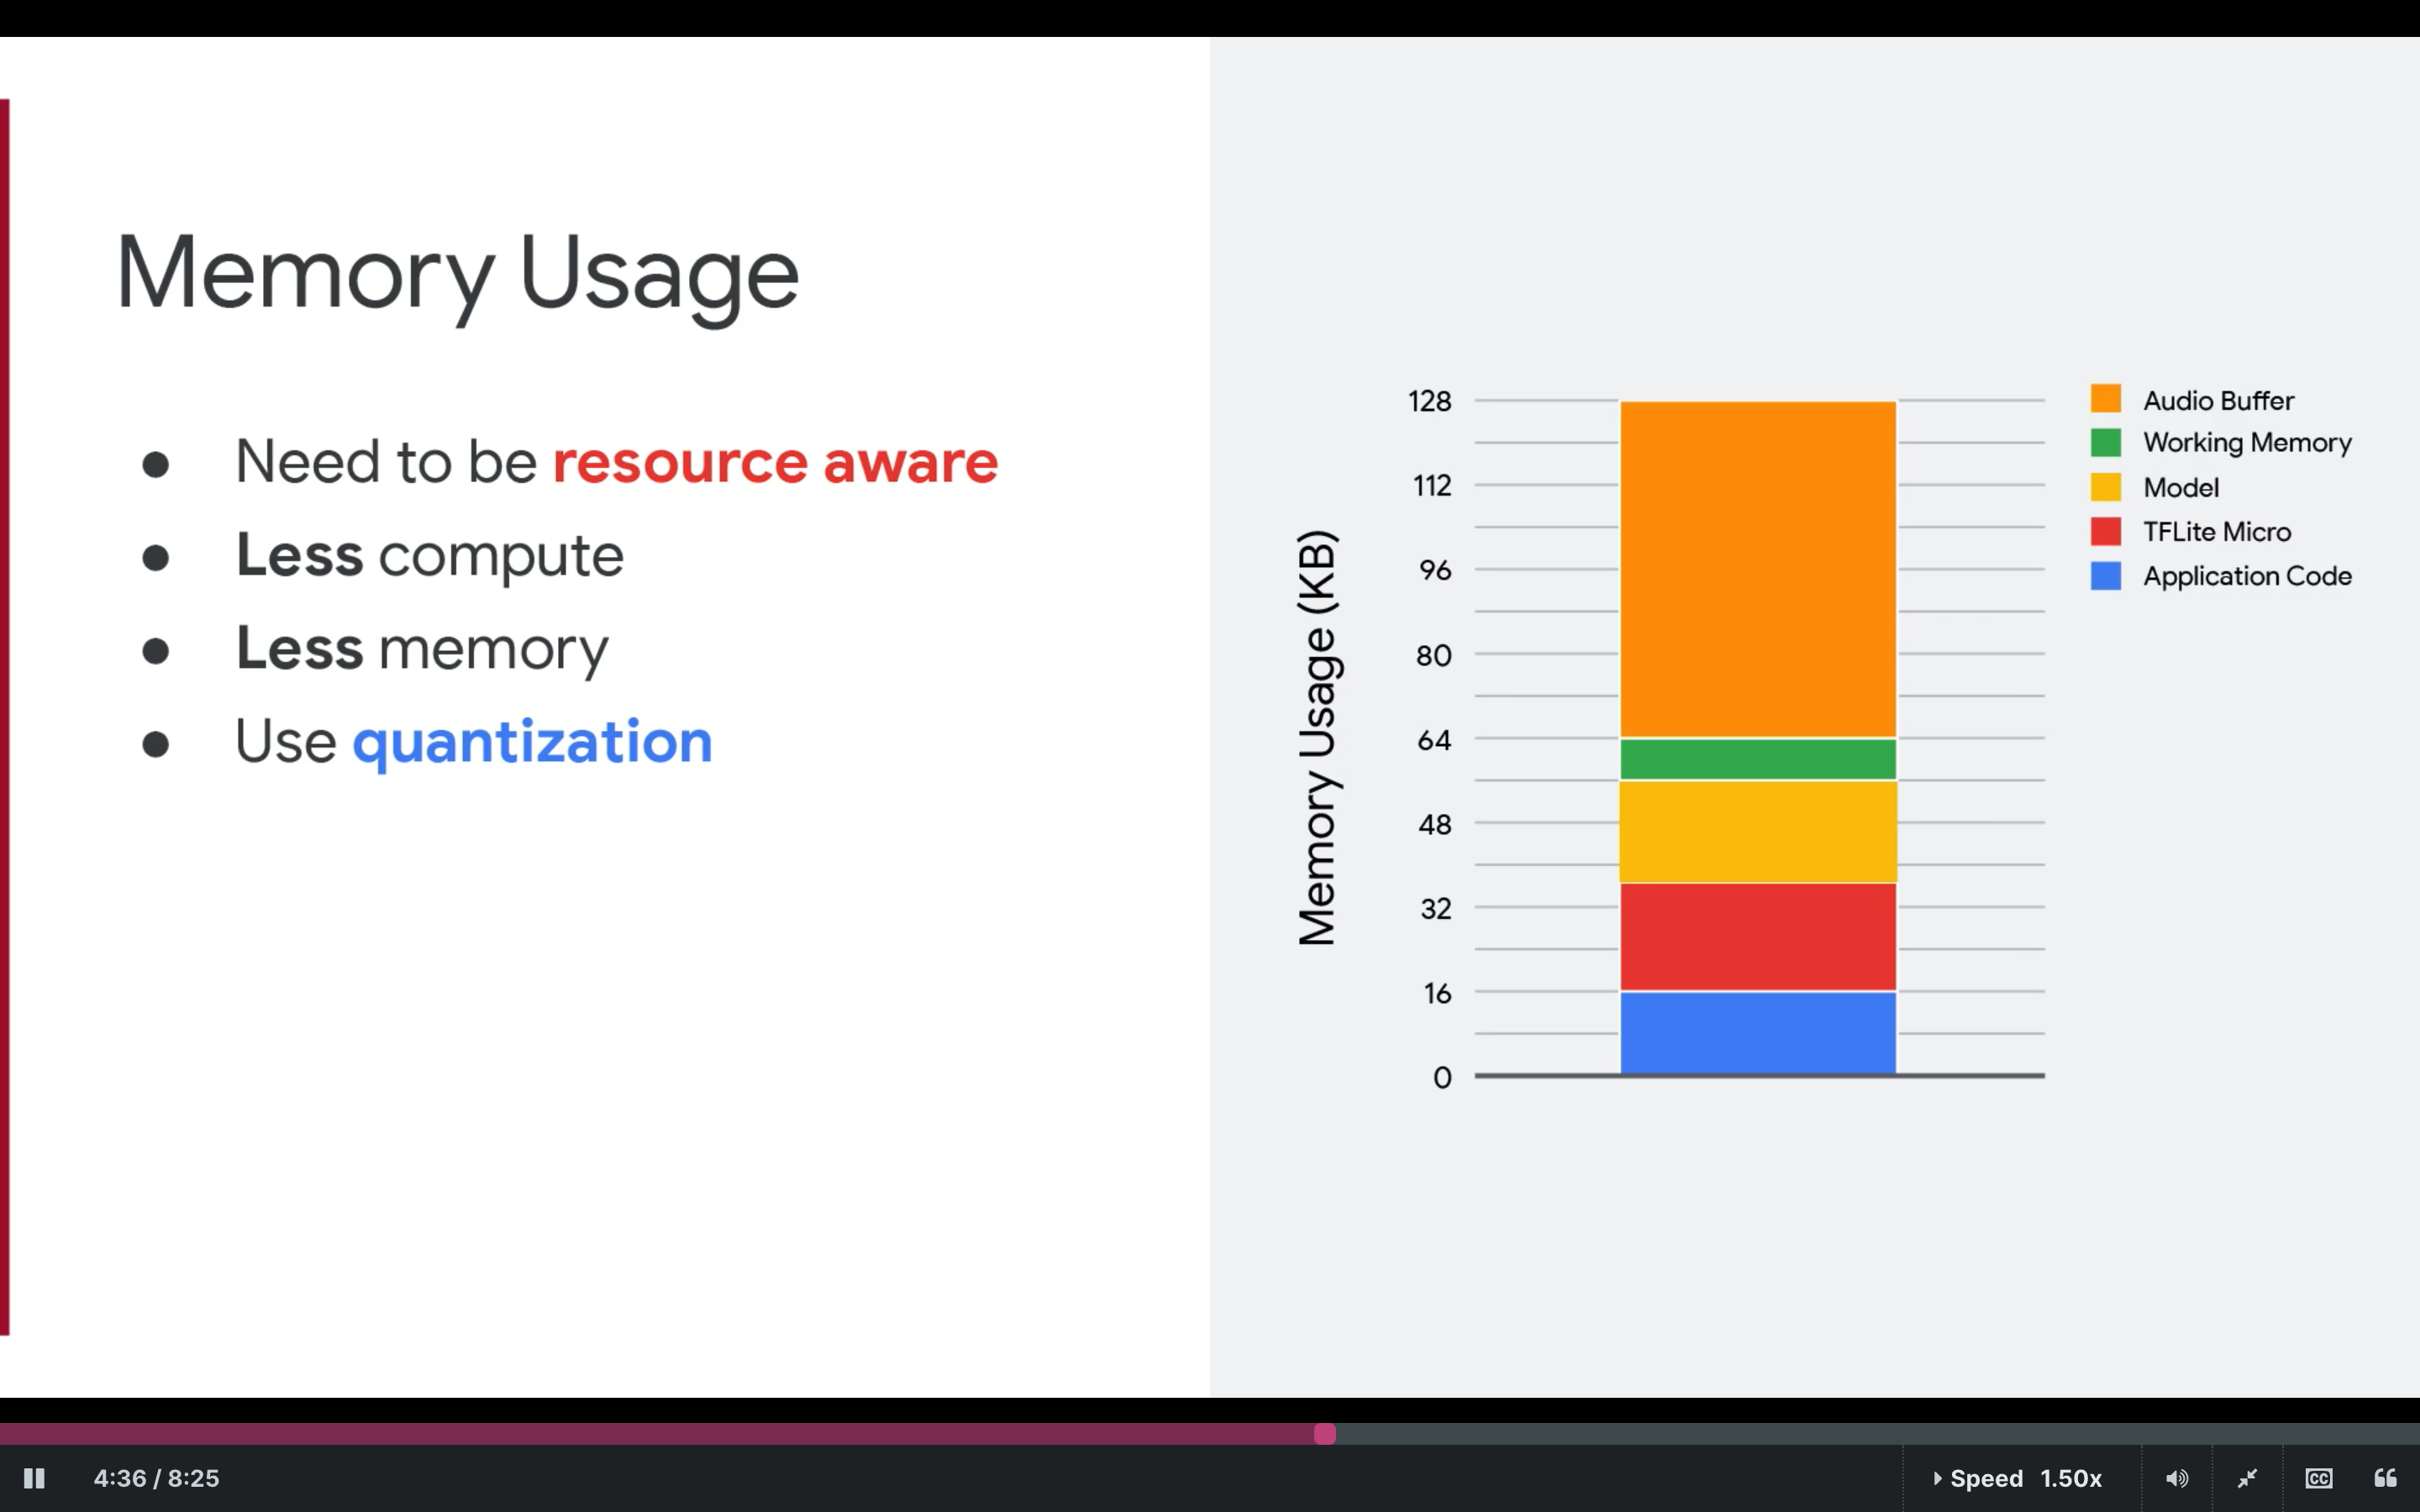 Memory Usage
● Need to be resource aware
● Less compute
● Less memory
● Use quantization
Memory Usage (KB)
128
112
96
80
64
48
32
16
0
Audio Buffer
Working Memory
Model
TFLite Micro
Application Code
4:36 / 8:25
Speed 1.50x
CC